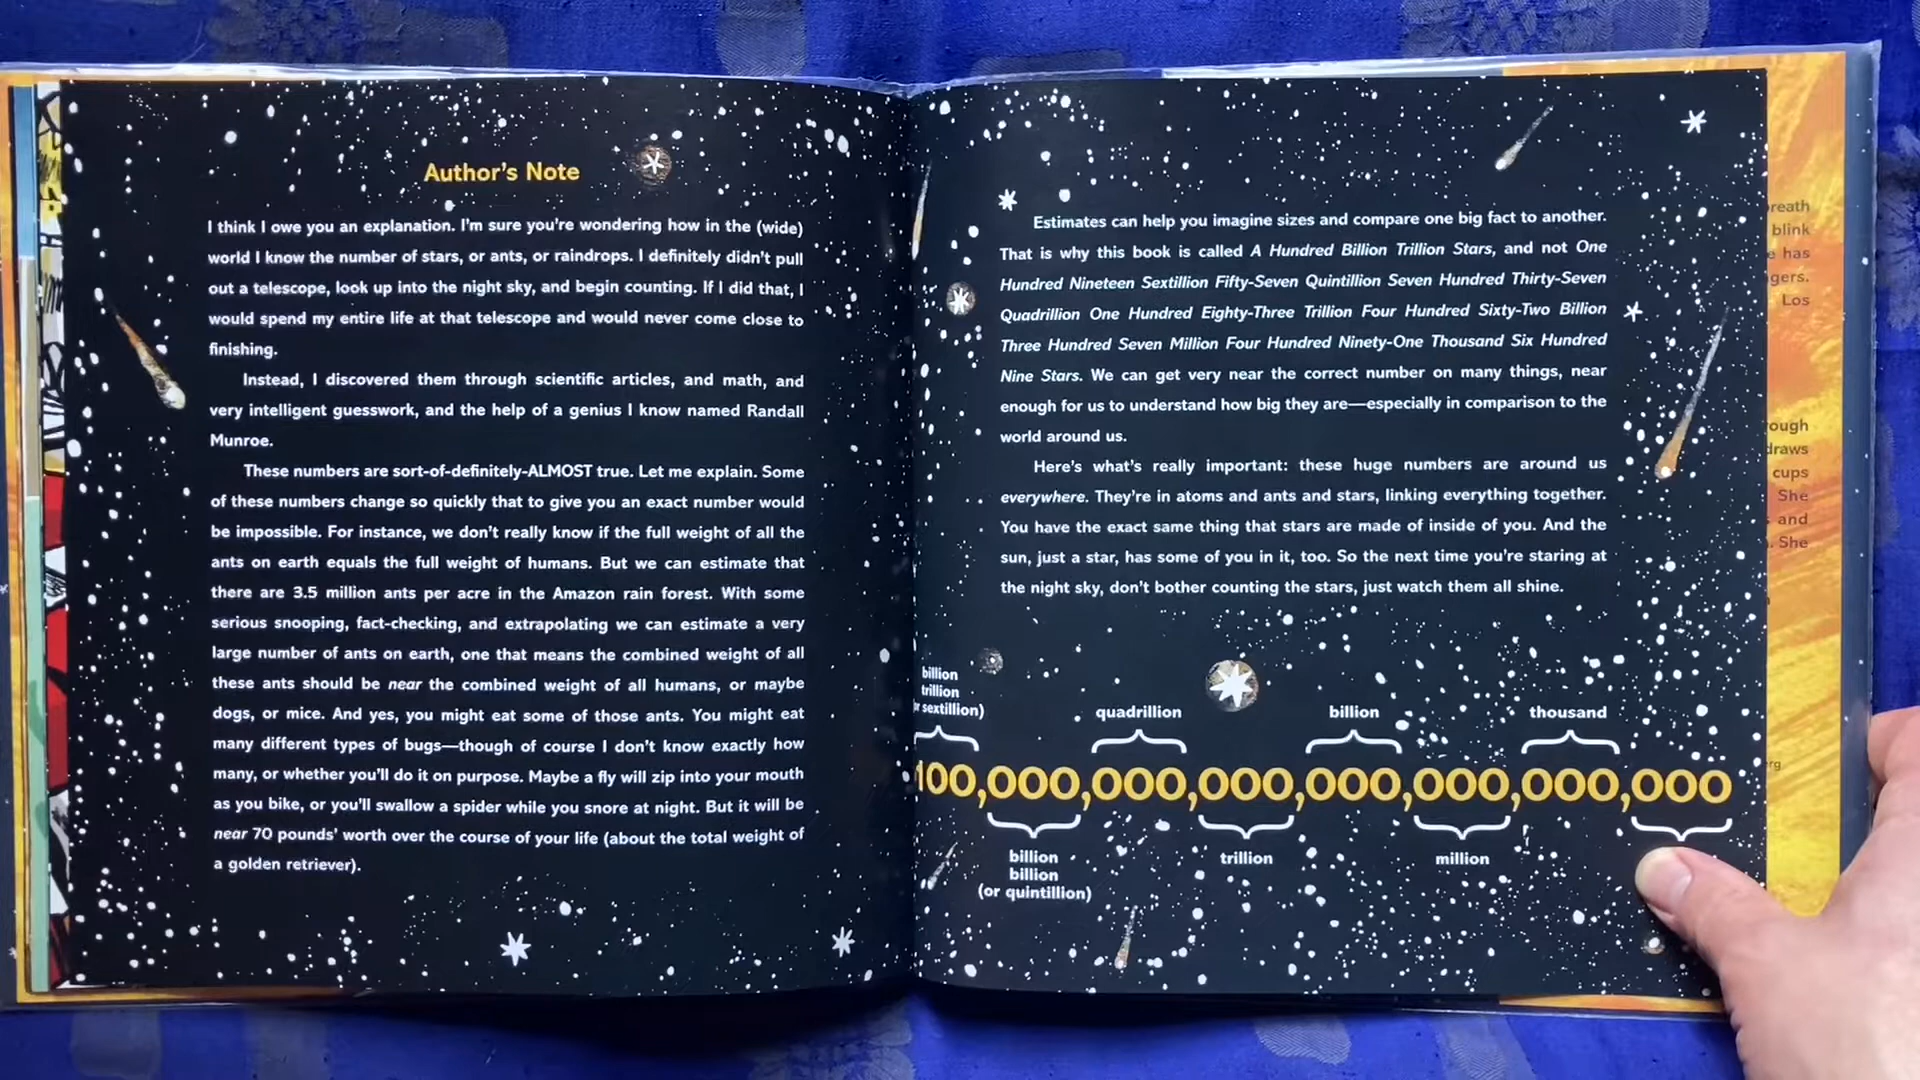 Author's Note
I think I owe you an explanation. I'm sure you're wondering how in the (wide)
world I know the number of stars, or ants, or raindrops. I definitely didn't pull
out a telescope, look up into the night sky, and begin counting. If I did that, I
would spend my entire life at that telescope and would never come close to
finishing.
Instead, I discovered them through scientific articles, and math, and
very intelligent guesswork, and the help of a genius I know named Randall
Munroe.
These numbers are sort-of-definitely-ALMOST true. Let me explain. Some
of these numbers change so quickly that to give you an exact number would
be impossible. For instance, we don't really know if the full weight of all the
ants on earth equals the full weight of humans. But we can estimate that
there are 3.5 million ants per acre in the Amazon rain forest. With some
serious snooping, fact-checking, and extrapolating we can estimate a very
large number of ants on earth, one that means the combined weight of all
these ants should be near the combined weight of all humans, or maybe
dogs, or mice. And yes, you might eat some of those ants. You might eat
many different types of bugs—though of course I don't know exactly how
many, or whether you'll do it on purpose. Maybe a fly will zip into your mouth
as you bike, or you'll swallow a spider while you snore at night. But it will be
near 70 pounds' worth over the course of your life (about the total weight of
a golden retriever).
Estimates can help you imagine sizes and compare one big fact to another.
That is why this book is called A Hundred Billion Trillion Stars, and not One
Hundred Nineteen Sextillion Fifty-Seven Quintillion Seven Hundred Thirty-Seven
Quadrillion One Hundred Eighty-Three Trillion Four Hundred Sixty-Two Billion
Three Hundred Seven Million Four Hundred Ninety-One Thousand Six Hundred
Nine Stars. We can get very near the correct number on many things, near
enough for us to understand how big they are—especially in comparison to the
world around us.
Here's what's really important: these huge numbers are around us
everywhere. They're in atoms and ants and stars, linking everything together.
You have the exact same thing that stars are made of inside of you. And the
sun, just a star, has some of you in it, too. So the next time you're staring at
the night sky, don't bother counting the stars, just watch them all shine.
billion
trillion
sextillion)
quadrillion
billion
thousand
100,000,000,000,000,000,000,000
billion
billion
(or quintillion)
trillion
million
breath
blink
has
Los
draws
cups
She
and
She